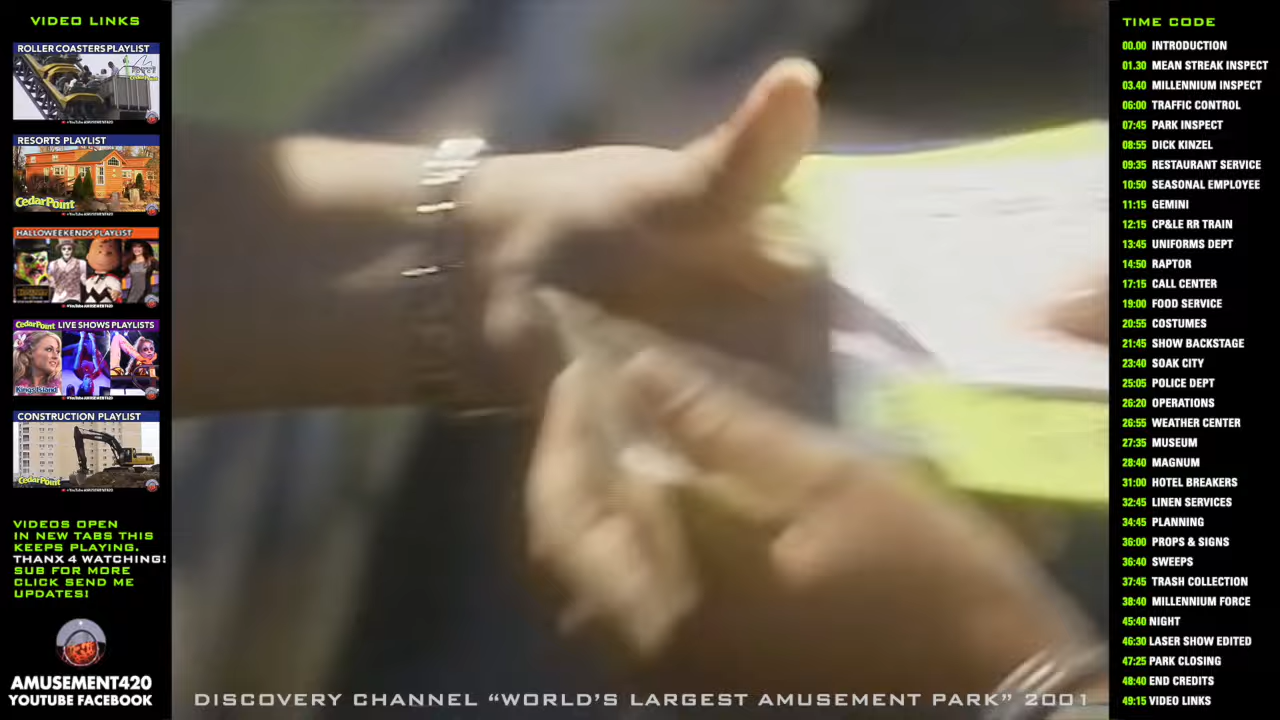 VIDEO LINKS
ROLLER COASTERS PLAYLIST
CedarPoint
RESORTS PLAYLIST
CedarPoint
HALLOWEEKENDS PLAYLIST
CedarPoint LIVE SHOWS PLAYLISTS
Kings Island
CONSTRUCTION PLAYLIST
CedarPoint
VIDEOS OPEN
IN NEW TABS THIS
KEEPS PLAYING.
THANX 4 WATCHING!
SUB FOR MORE
CLICK SEND ME
UPDATES!
AMUSEMENT420
YOUTUBE FACEBOOK
DISCOVERY CHANNEL “WORLD’S LARGEST AMUSEMENT PARK” 2001
TIME CODE
00.00 INTRODUCTION
01.30 MEAN STREAK INSPECT
03.40 MILLENNIUM INSPECT
06:00 TRAFFIC CONTROL
07:45 PARK INSPECT
08:55 DICK KINZEL
09:35 RESTAURANT SERVICE
10:50 SEASONAL EMPLOYEE
11:15 GEMINI
12:15 CP&LE RR TRAIN
13:45 UNIFORMS DEPT
14:50 RAPTOR
17:15 CALL CENTER
19:00 FOOD SERVICE
20:55 COSTUMES
21:45 SHOW BACKSTAGE
23:40 SOAK CITY
25:05 POLICE DEPT
26:20 OPERATIONS
26:55 WEATHER CENTER
27:35 MUSEUM
28:40 MAGNUM
31:00 HOTEL BREAKERS
32:45 LINEN SERVICES
34:45 PLANNING
36:00 PROPS & SIGNS
36:40 SWEEPS
37:45 TRASH COLLECTION
38:40 MILLENNIUM FORCE
45:40 NIGHT
46:30 LASER SHOW EDITED
47:25 PARK CLOSING
48:40 END CREDITS
49:15 VIDEO LINKS